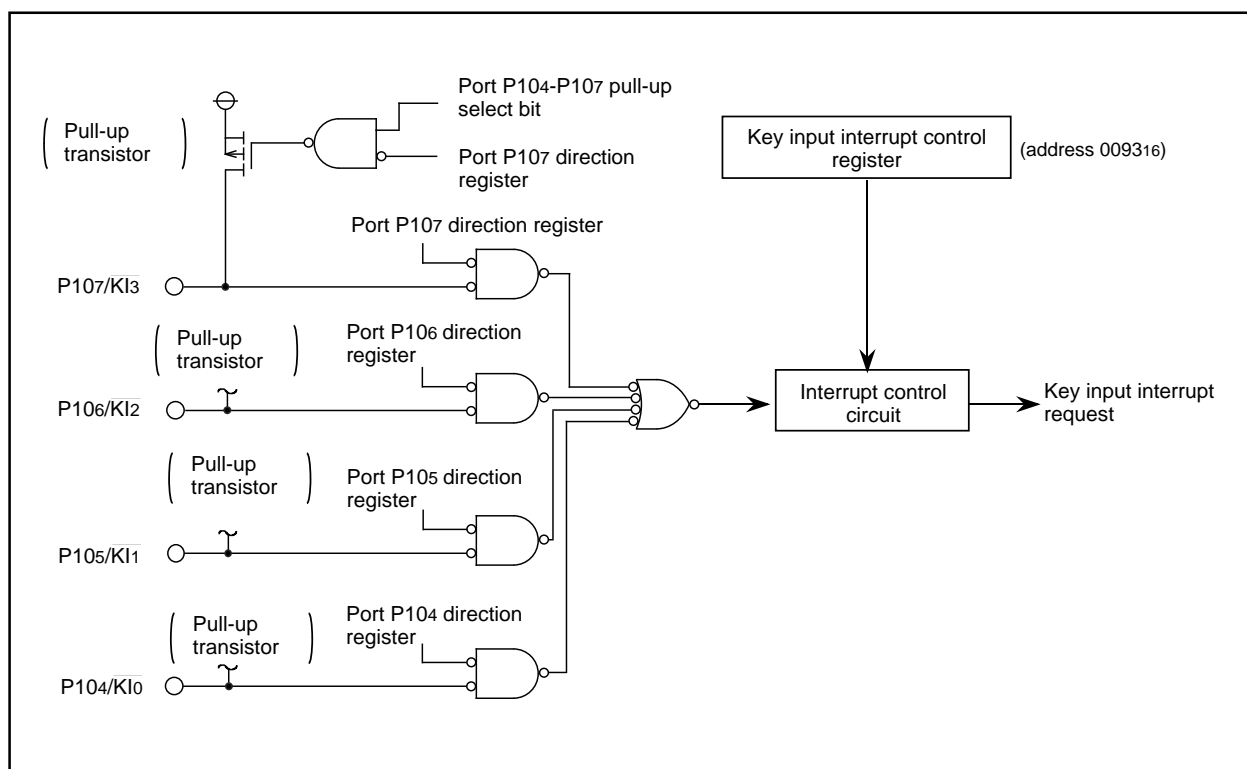 Port P104-P107 pull-up
select bit
Pull-up
transistor
Port P107 direction
register
Key input interrupt control
register
(address 009316)
Port P107 direction register
P107/KI3
Pull-up
transistor
Port P106 direction
register
P106/KI2
Interrupt control
circuit
Key input interrupt
request
Pull-up
transistor
Port P105 direction
register
P105/KI1
Pull-up
transistor
Port P104 direction
register
P104/KI0